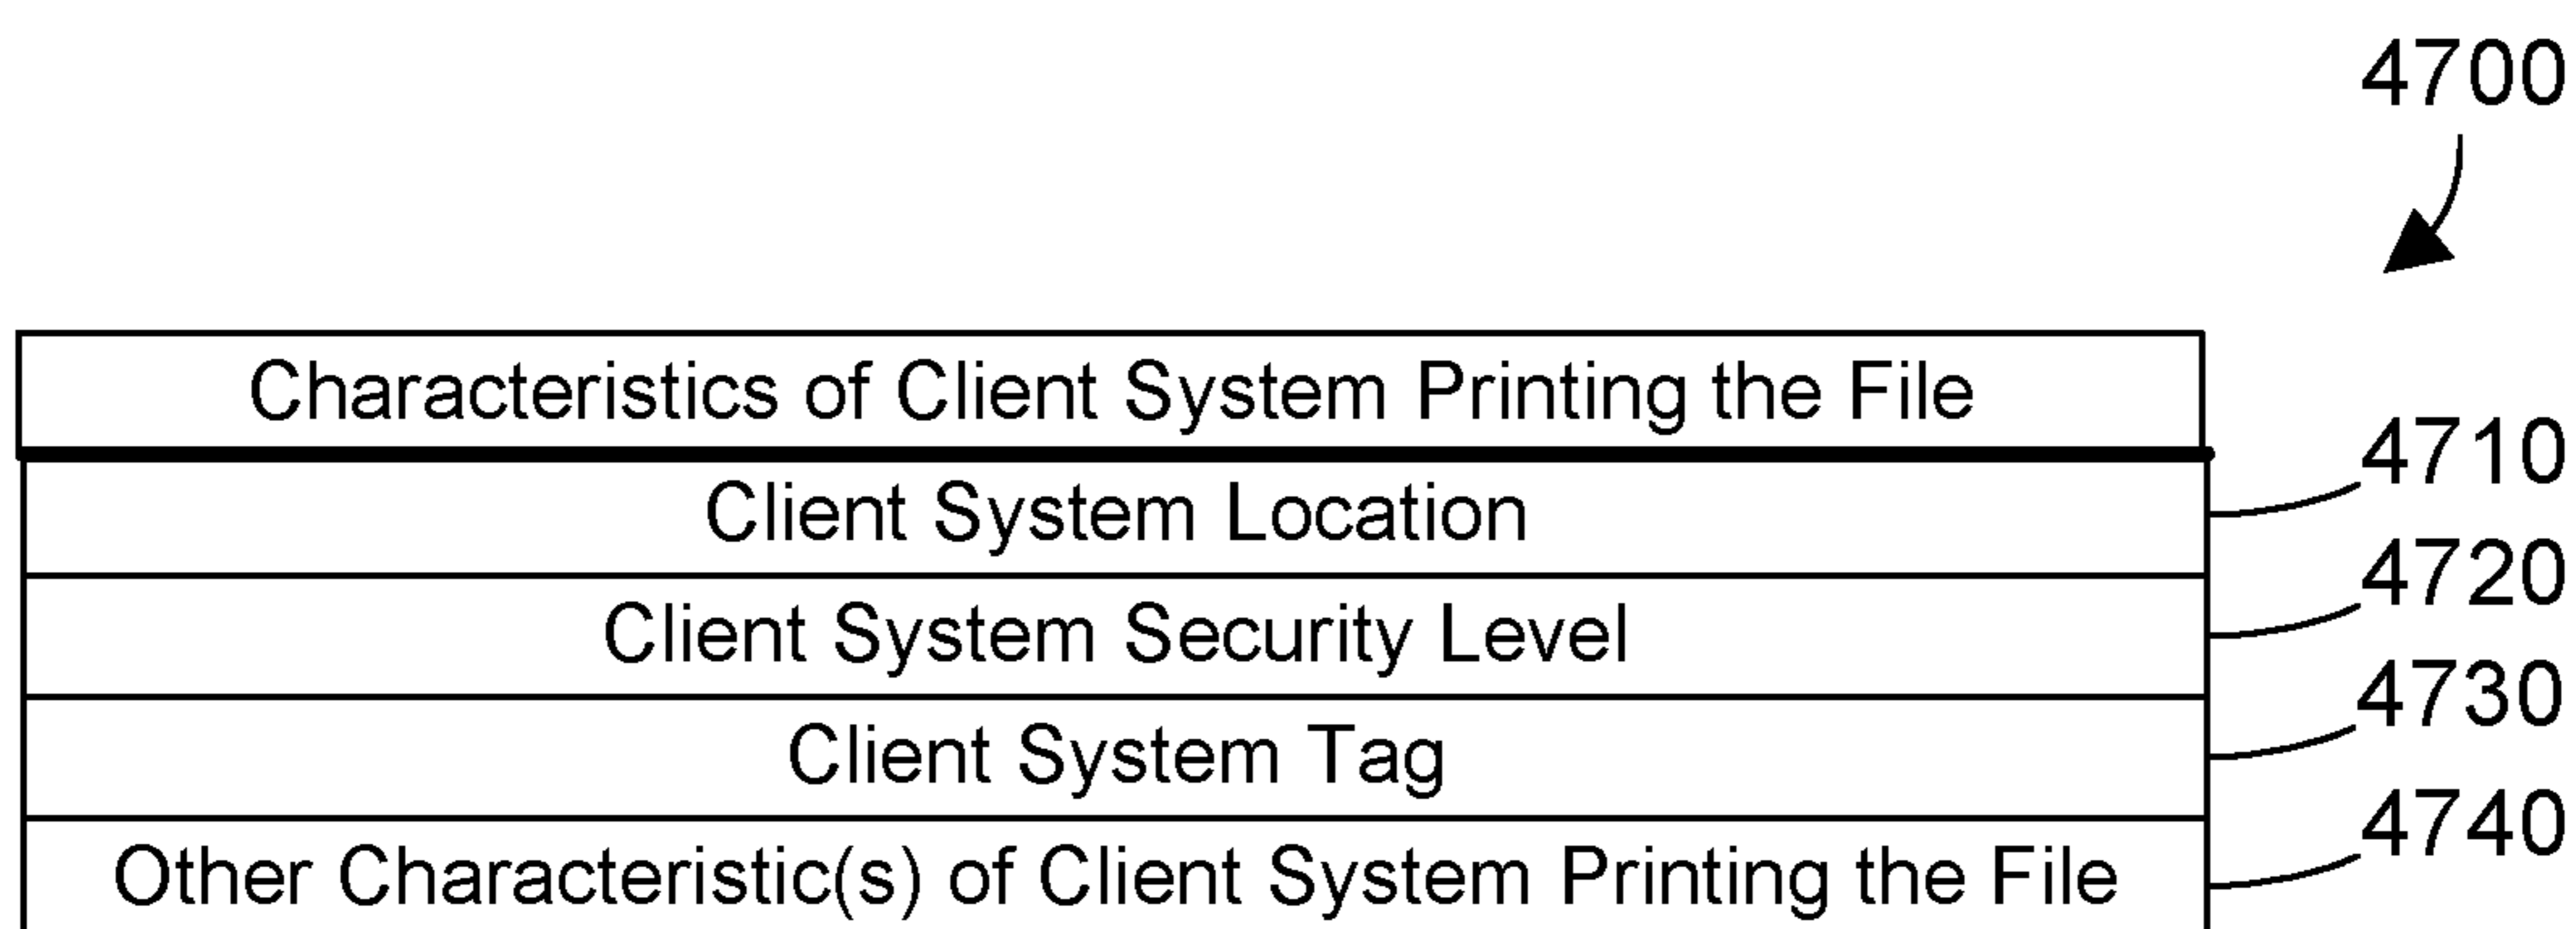 4700
Characteristics of Client System Printing the File
4710
Client System Location
4720
Client System Security Level
4730
Client System Tag
4740
Other Characteristic(s) of Client System Printing the File